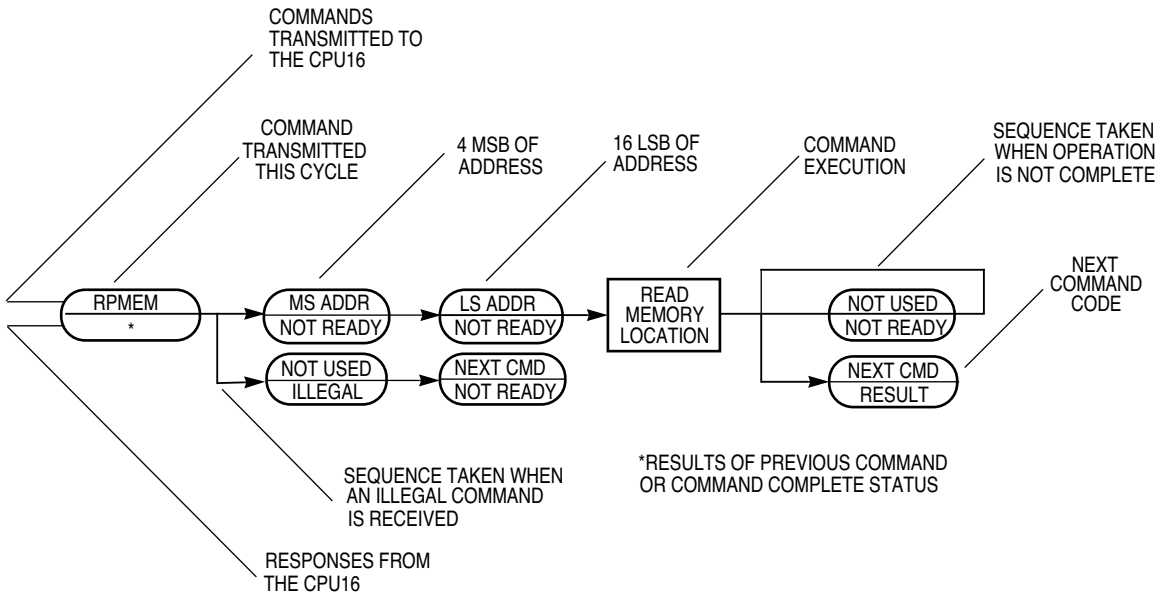 COMMANDS
TRANSMITTED TO
THE CPU16
COMMAND
TRANSMITTED
THIS CYCLE
4 MSB OF
ADDRESS
16 LSB OF
ADDRESS
COMMAND
EXECUTION
SEQUENCE TAKEN
WHEN OPERATION
IS NOT COMPLETE
NEXT
COMMAND
CODE
RPMEM
*
MS ADDR
NOT READY
LS ADDR
NOT READY
READ
MEMORY
LOCATION
NOT USED
NOT READY
NOT USED
ILLEGAL
NEXT CMD
NOT READY
NEXT CMD
RESULT
SEQUENCE TAKEN WHEN
AN ILLEGAL COMMAND
IS RECEIVED
*RESULTS OF PREVIOUS COMMAND
OR COMMAND COMPLETE STATUS
RESPONSES FROM
THE CPU16